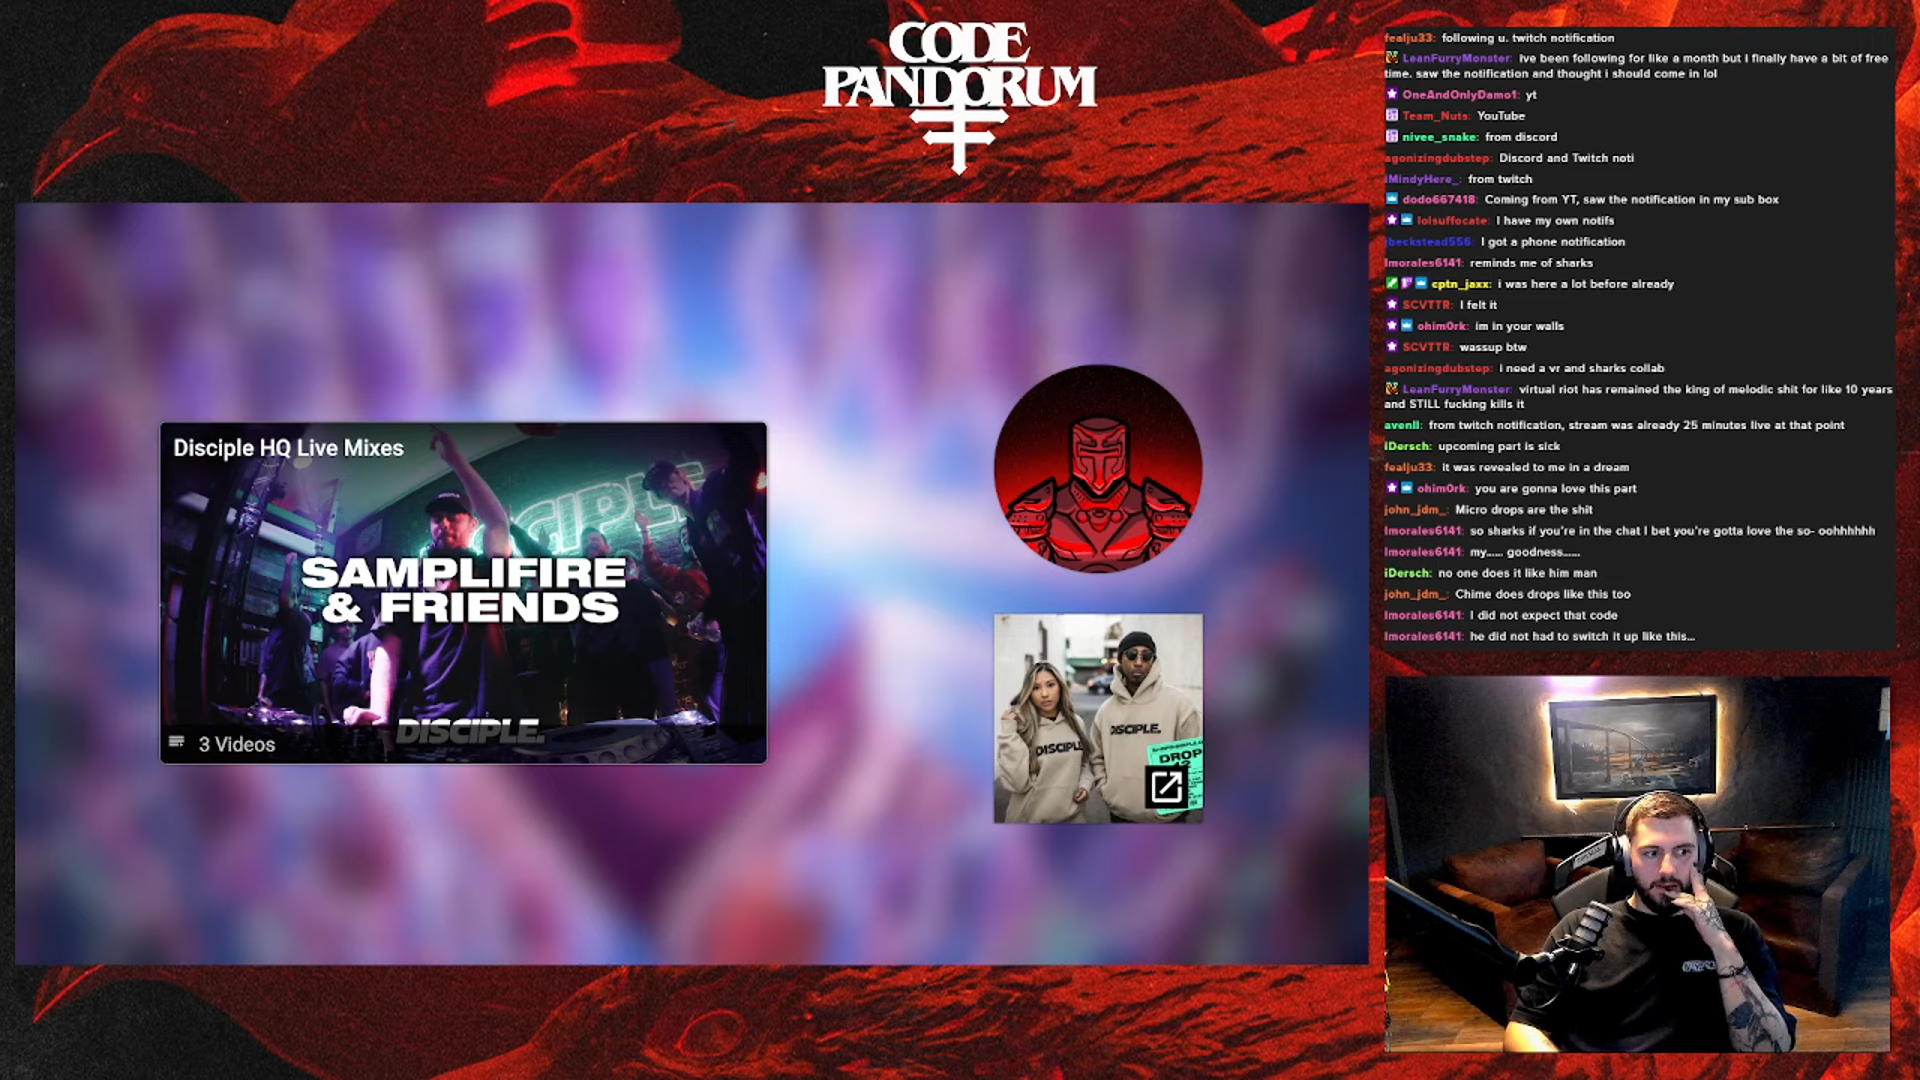 CODE
PANDORUM
fealju33: following u. twitch notification
LeanFurryMonster: Ive been following for like a month but I finally have a bit of free
time. saw the notification and thought i should come in lol
OneAndOnlyDamo1: yt
Team_Nuts: YouTube
nivee_snake: from discord
agonizingdubstep: Discord and Twitch noti
iMindyHere_: from twitch
dodo667418: Coming from YT, saw the notification in my sub box
lolsuffocate: I have my own notifs
jbeckstead556: I got a phone notification
lmorales6141: reminds me of sharks
cptn_jaxx: i was here a lot before already
SCVTTR: I felt it
ohim0rk: im in your walls
SCVTTR: wassup btw
agonizingdubstep: i need a vr and sharks collab
LeanFurryMonster: virtual riot has remained the king of melodic shit for like 10 years
and STILL fucking kills it
avenll: from twitch notification, stream was already 25 minutes live at that point
iDersch: upcoming part is sick
fealju33: it was revealed to me in a dream
ohim0rk: you are gonna love this part
john_jdm_: Micro drops are the shit
lmorales6141: so sharks if you're in the chat I bet you're gotta love the so- oohhhhhh
lmorales6141: my...... goodness......
iDersch: no one does it like him man
john_jdm_: Chime does drops like this too
lmorales6141: I did not expect that code
lmorales6141: he did not had to switch it up like this...
Disciple HQ Live Mixes
SAMPLIFIRE
& FRIENDS
DISCIPLE.
3 Videos
DISCIPLE.
DISCIPLE.
DROP